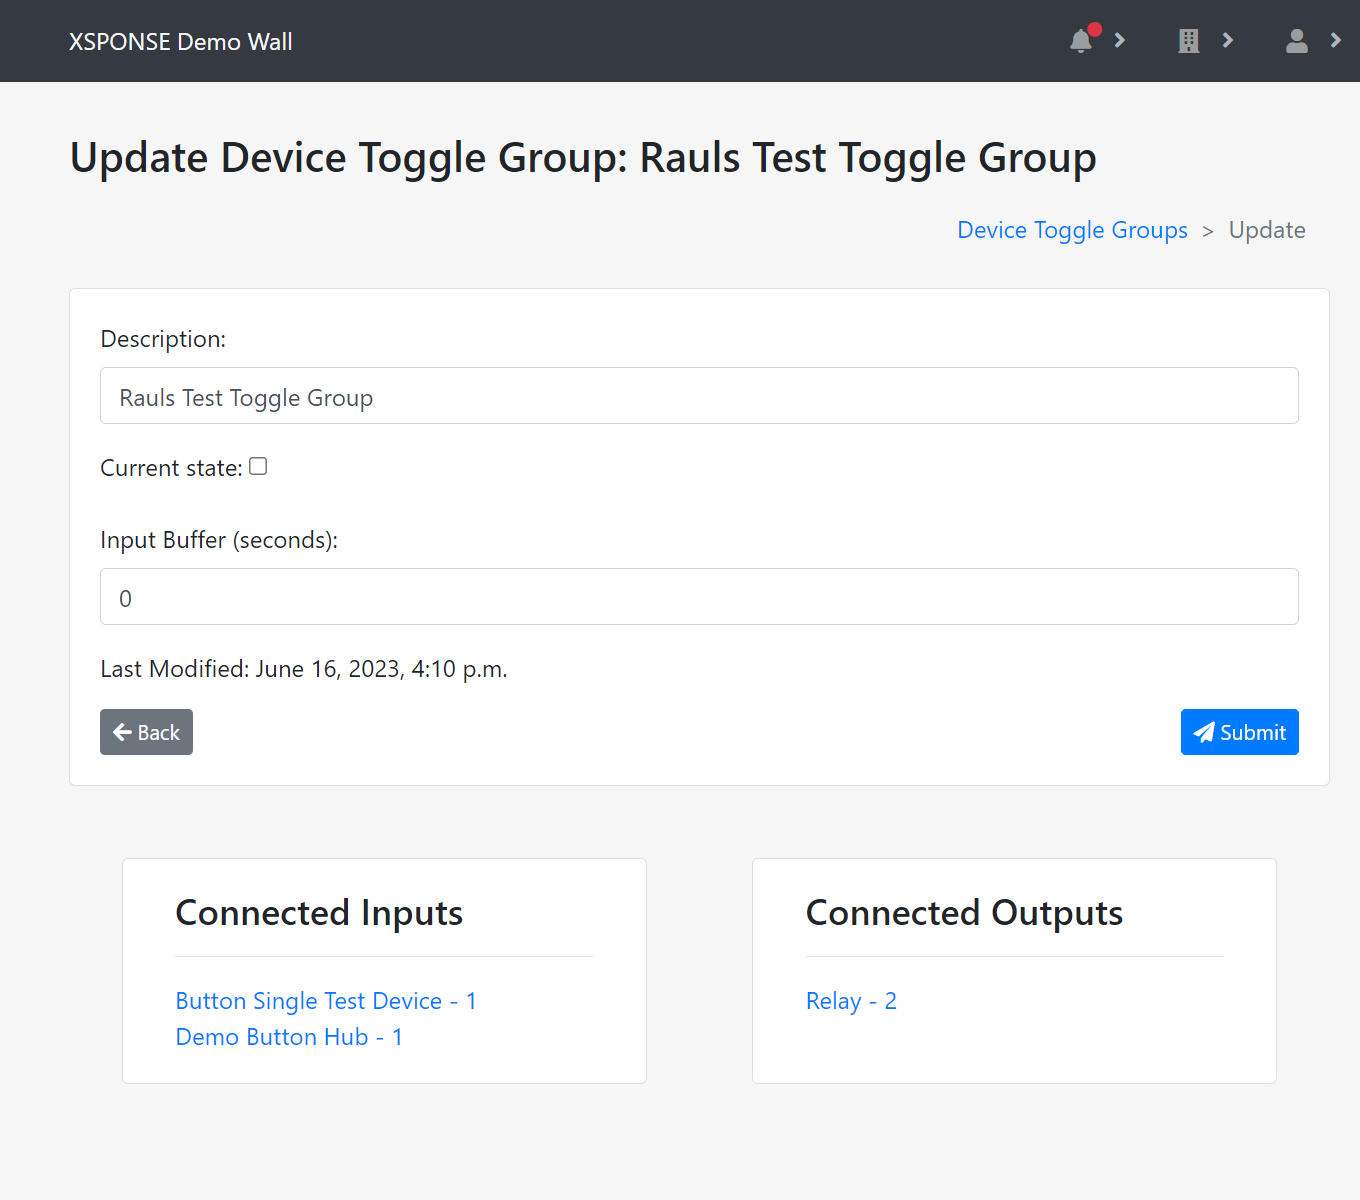 XSPONSE Demo Wall
Update Device Toggle Group: Rauls Test Toggle Group
Device Toggle Groups > Update
Description:
Rauls Test Toggle Group
Current state:
Input Buffer (seconds):
0
Last Modified: June 16, 2023, 4:10 p.m.
Back
Submit
Connected Inputs
Button Single Test Device - 1
Demo Button Hub - 1
Connected Outputs
Relay - 2